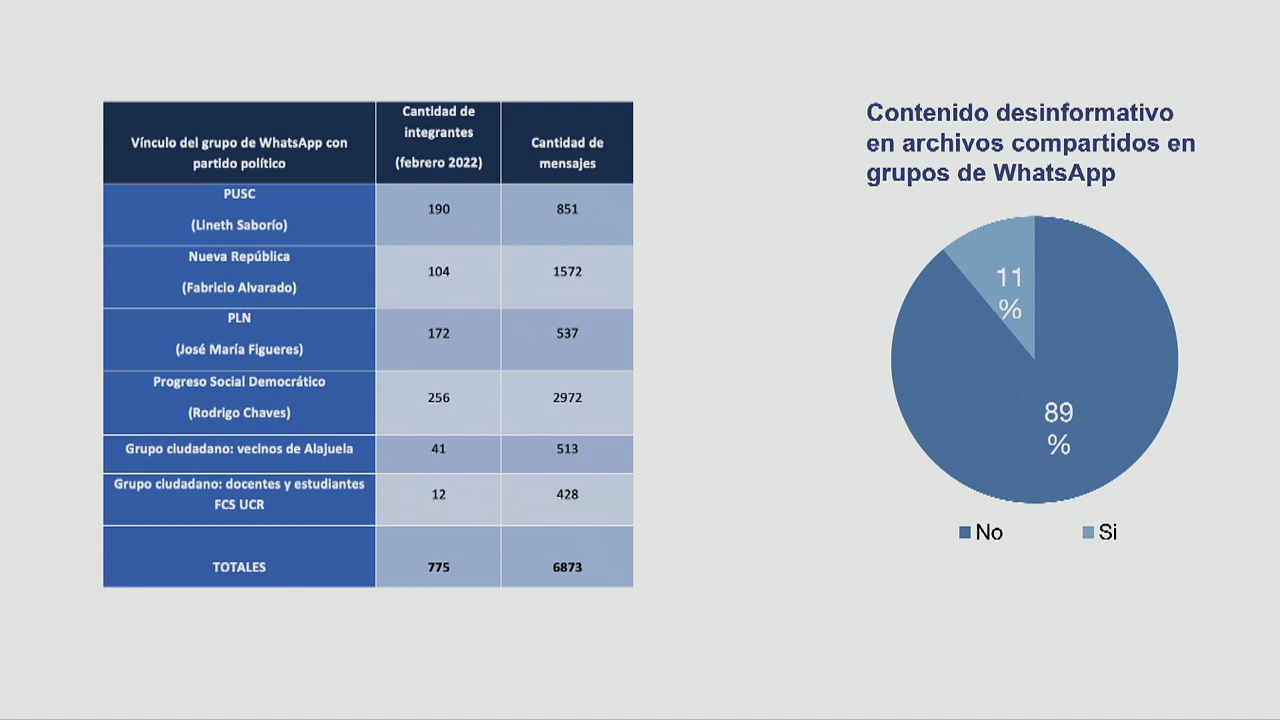 Vínculo del grupo de WhatsApp con
partido político
Cantidad de
integrantes
(febrero 2022)
Cantidad de
mensajes
PUSC
(Lineth Saborío)
190
851
Nueva República
(Fabricio Alvarado)
104
1572
PLN
(José María Figueres)
172
537
Progreso Social Democrático
(Rodrigo Chaves)
256
2972
Grupo ciudadano: vecinos de Alajuela
41
513
Grupo ciudadano: docentes y estudiantes
FCS UCR
12
428
TOTALES
775
6873
Contenido desinformativo
en archivos compartidos en
grupos de WhatsApp
11
%
89
%
No
Si